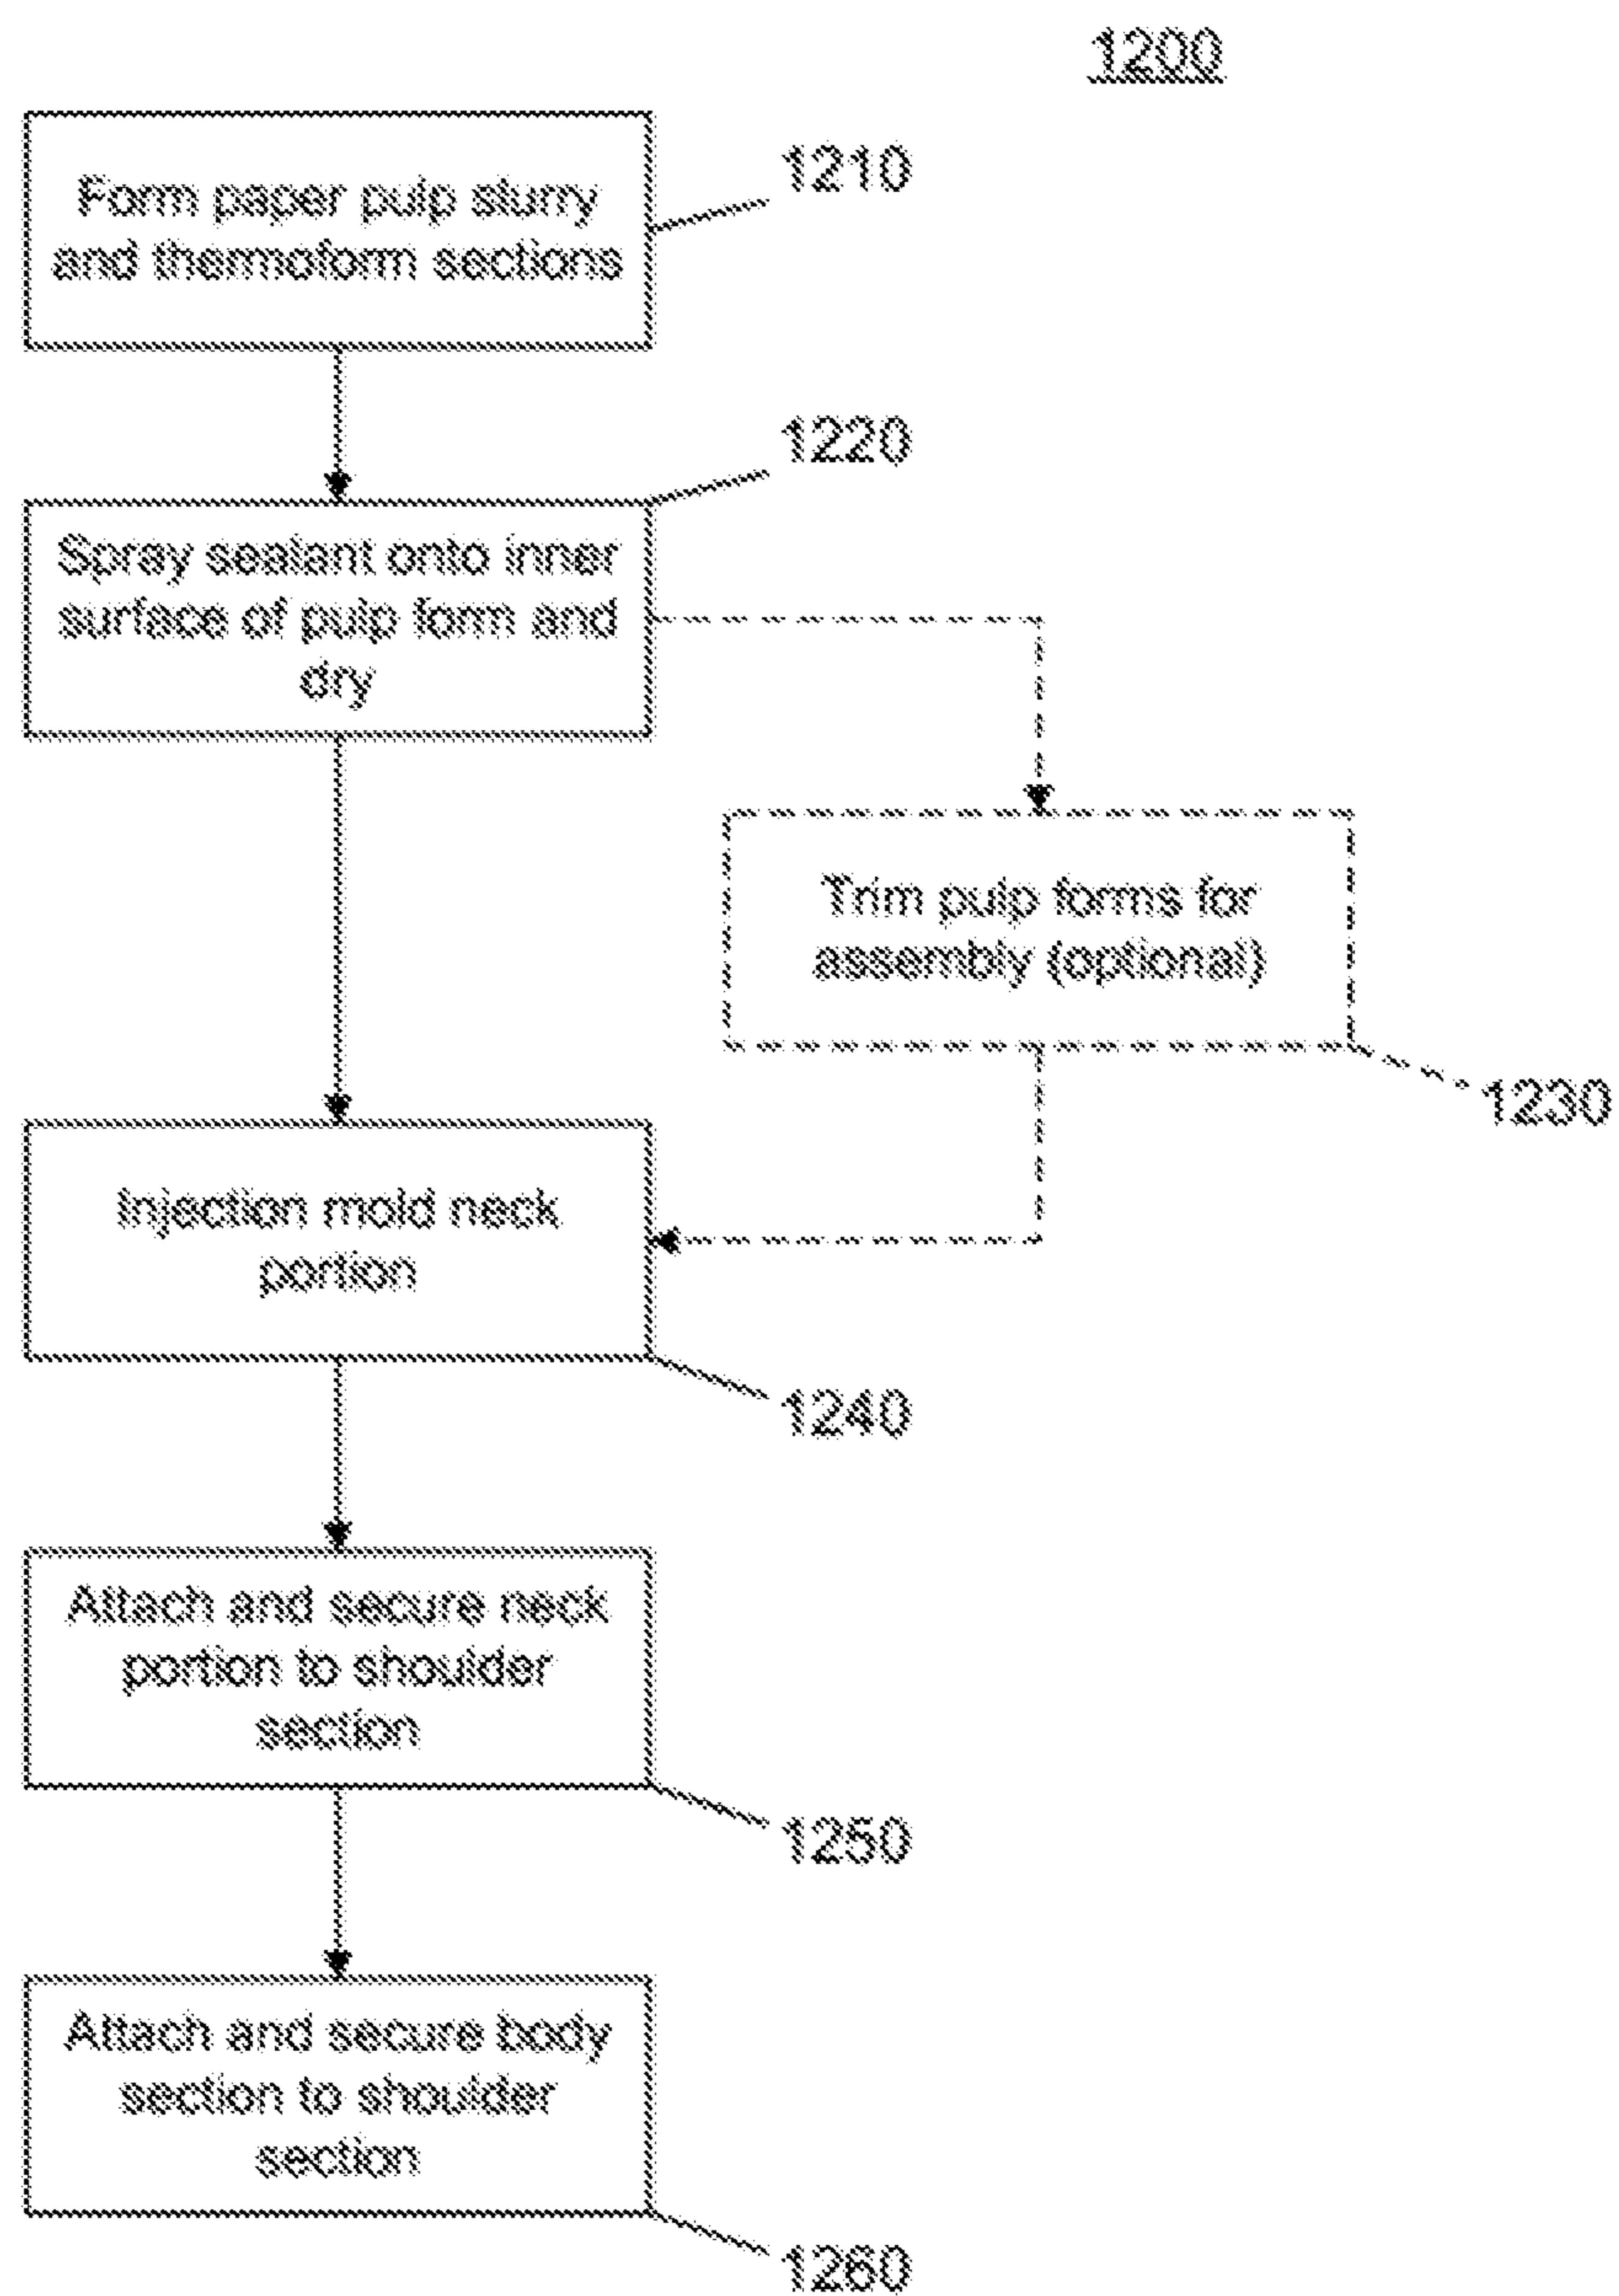 1200
Form paper pulp slurry
and thermoform sections
1210
Spray sealant onto inner
surface of pulp form and
dry
1220
Trim pulp forms for
assembly (optional)
1230
Injection mold neck
portion
1240
Attach and secure neck
portion to shoulder
section
1250
Attach and secure body
section to shoulder
section
1260